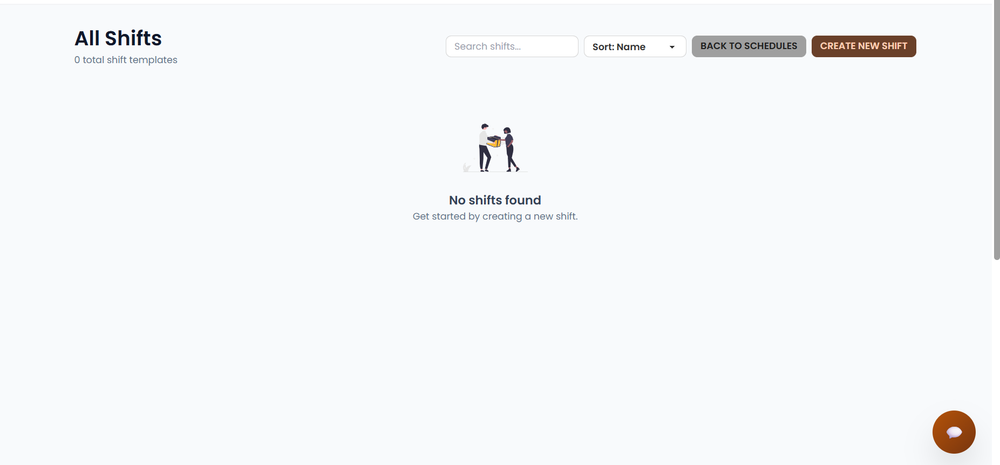 All Shifts
0 total shift templates
Search shifts...
Sort: Name
BACK TO SCHEDULES
CREATE NEW SHIFT
No shifts found
Get started by creating a new shift.